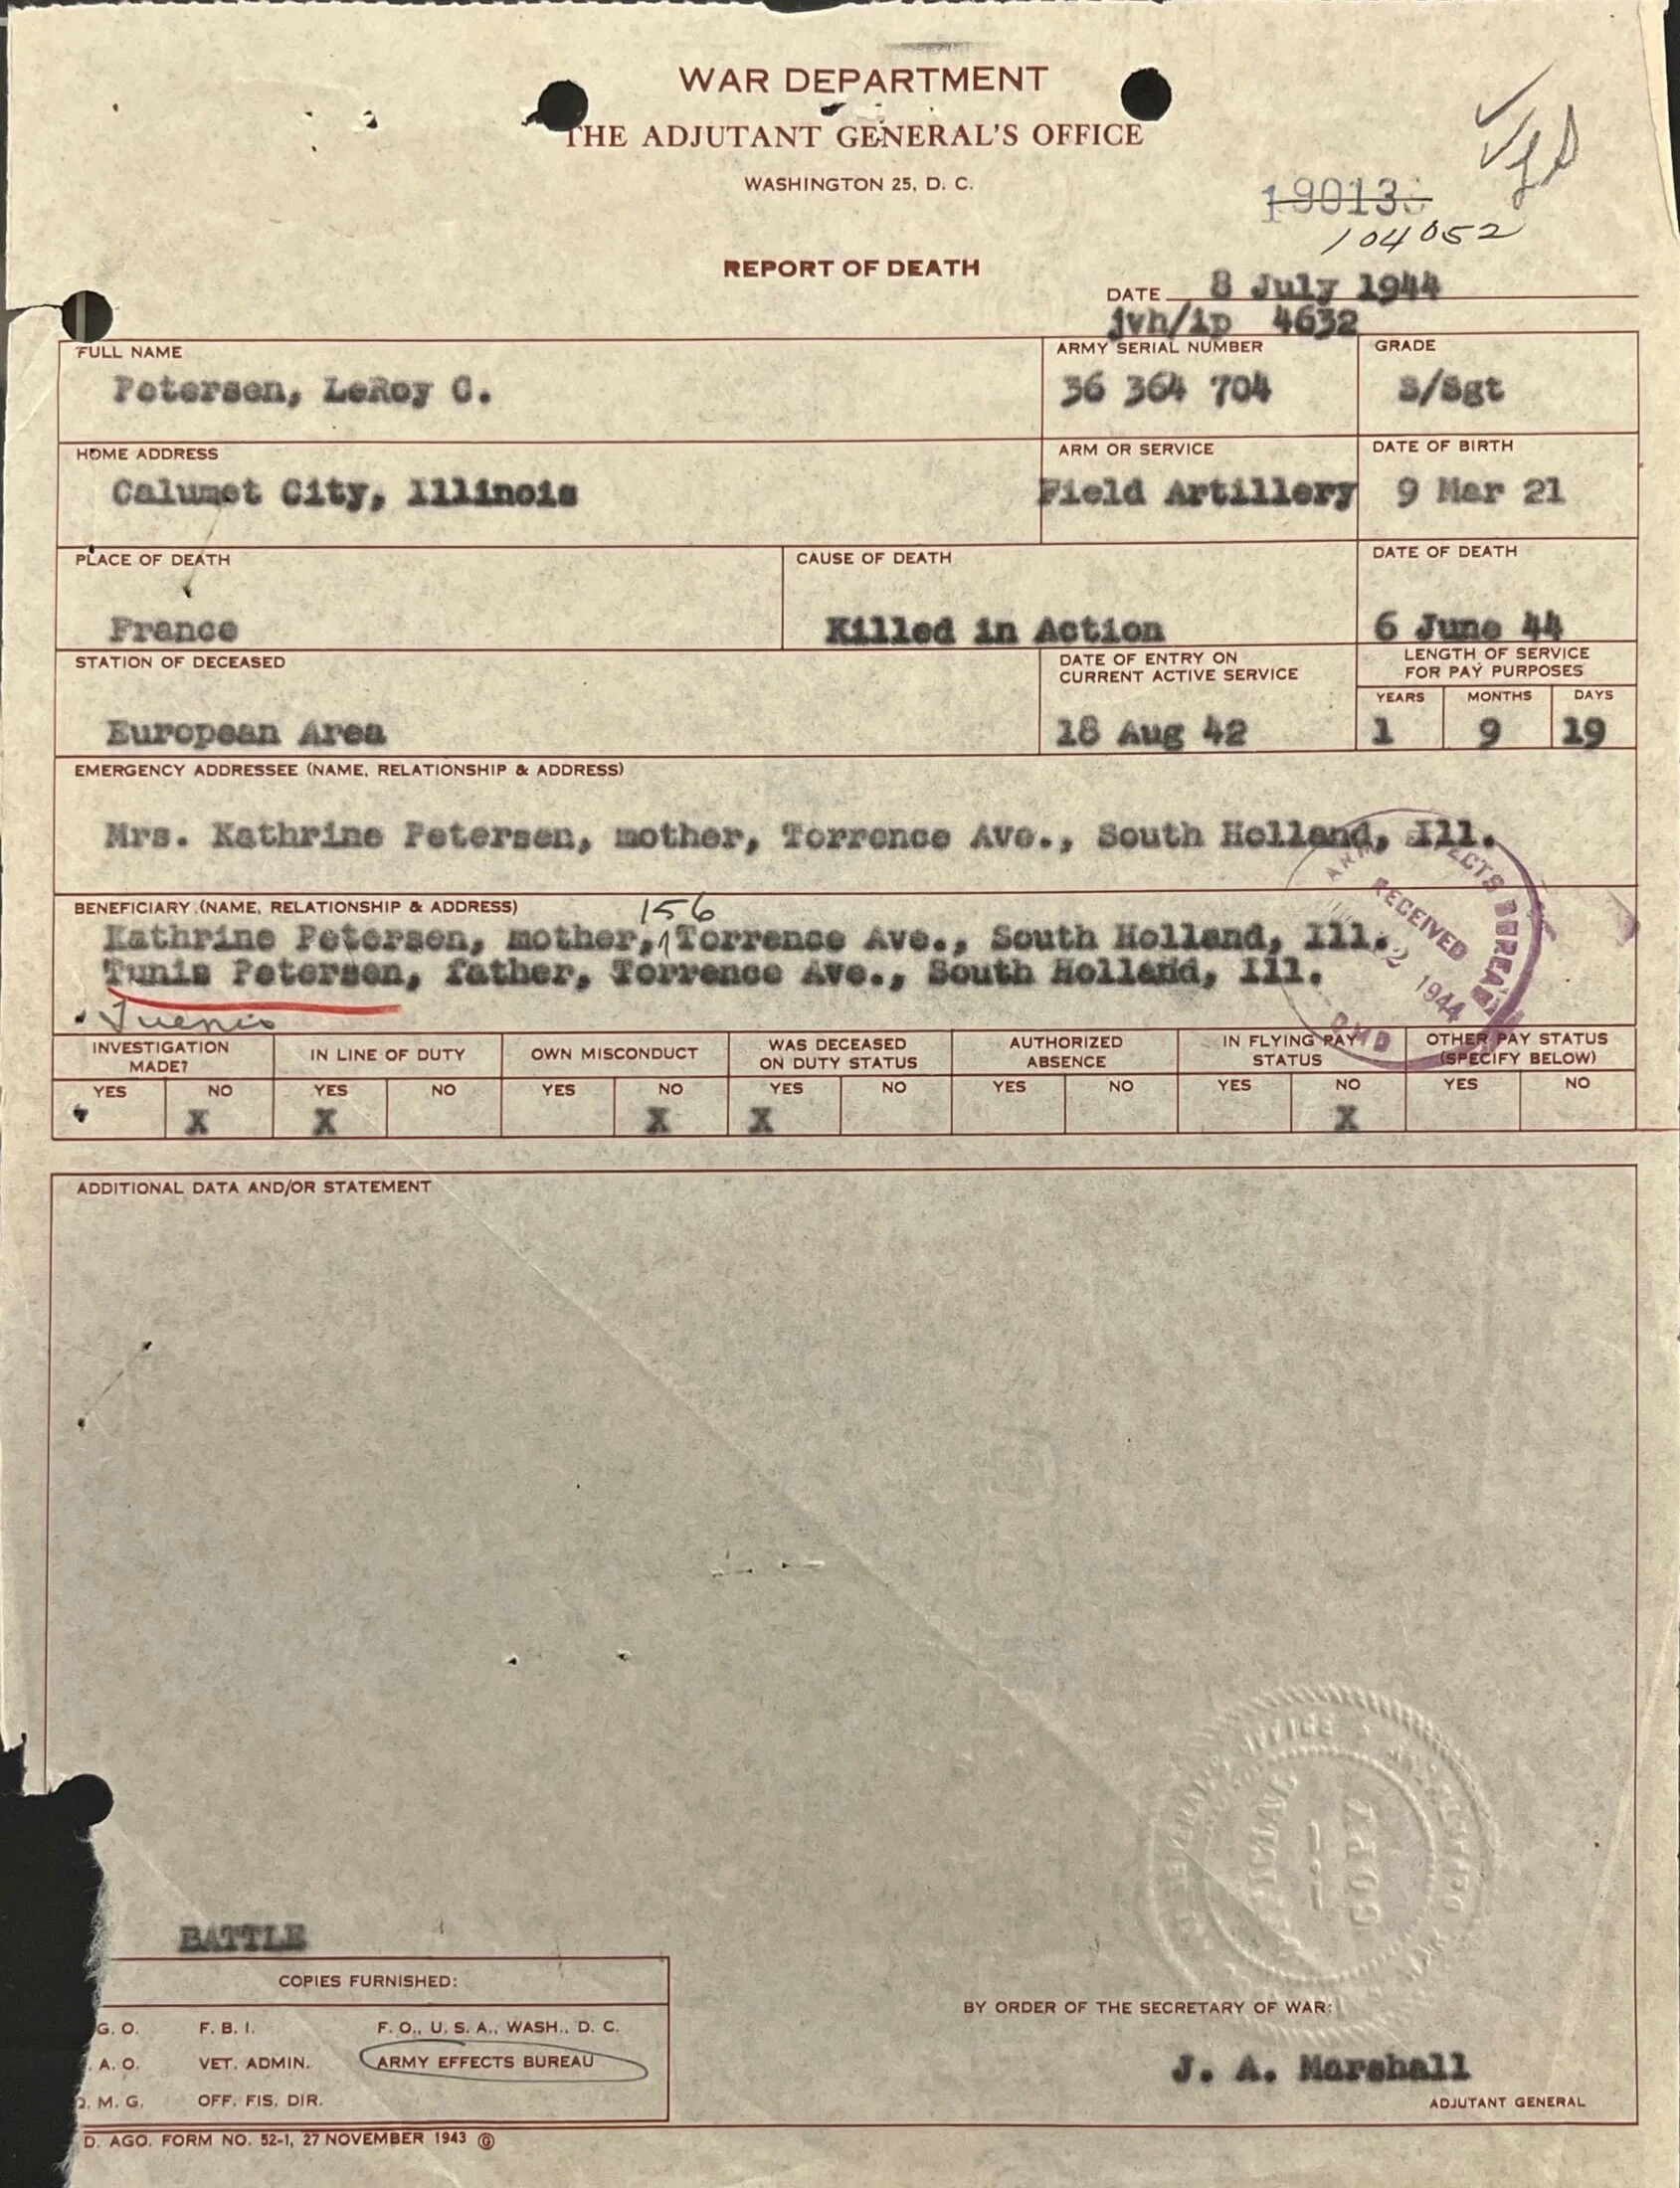 WAR DEPARTMENT
THE ADJUTANT GENERAL'S OFFICE
WASHINGTON 25, D. C.
19013
104052
REPORT OF DEATH
DATE 8 July 1944
jvh/ip 4632
FULL NAME ARMY SERIAL NUMBER GRADE
Petersen, LeRoy C. 36 364 704 S/Sgt
HOME ADDRESS ARM OR SERVICE DATE OF BIRTH
Calumet City, Illinois Field Artillery 9 Mar 21
PLACE OF DEATH CAUSE OF DEATH DATE OF DEATH
France Killed in Action 6 June 44
STATION OF DECEASED DATE OF ENTRY ON CURRENT ACTIVE SERVICE LENGTH OF SERVICE FOR PAY PURPOSES
YEARS MONTHS DAYS
European Area 18 Aug 42 1 9 19
EMERGENCY ADDRESSEE (NAME, RELATIONSHIP & ADDRESS)
Mrs. Kathrine Petersen, mother, Torrence Ave., South Holland, Ill.
BENEFICIARY (NAME, RELATIONSHIP & ADDRESS)
156
Kathrine Petersen, mother, Torrence Ave., South Holland, Ill.
Tunis Petersen, father, Torrence Ave., South Holland, Ill.
Tuenis
EFFECTS BUREAU
RECEIVED
2 1944
QMD
INVESTIGATION MADE? IN LINE OF DUTY OWN MISCONDUCT WAS DECEASED ON DUTY STATUS AUTHORIZED ABSENCE IN FLYING PAY STATUS OTHER PAY STATUS (SPECIFY BELOW)
YES NO YES NO YES NO YES NO YES NO YES NO YES NO
X X X X X
ADDITIONAL DATA AND/OR STATEMENT
OFFICIAL COPY
BATTLE
COPIES FURNISHED:
G. O. F. B. I. F. O., U. S. A., WASH., D. C.
A. O. VET. ADMIN. ARMY EFFECTS BUREAU
M. G. OFF. FIS. DIR.
BY ORDER OF THE SECRETARY OF WAR:
J. A. Marshall
ADJUTANT GENERAL
D. AGO. FORM NO. 52-1, 27 NOVEMBER 1943